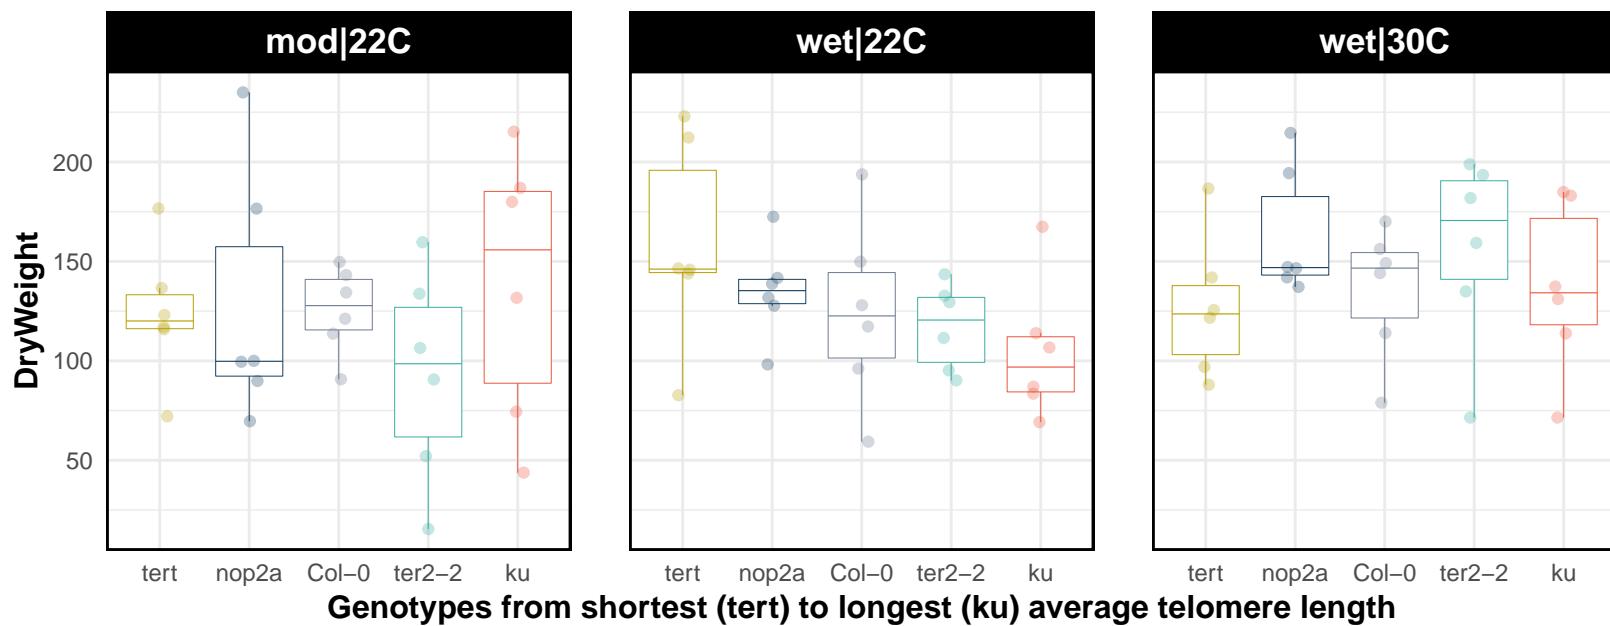 mod|22C wet|22C wet|30C
DryWeight
200
150
100
50
tert nop2a Col−0 ter2−2 ku tert nop2a Col−0 ter2−2 ku tert nop2a Col−0 ter2−2 ku
Genotypes from shortest (tert) to longest (ku) average telomere length